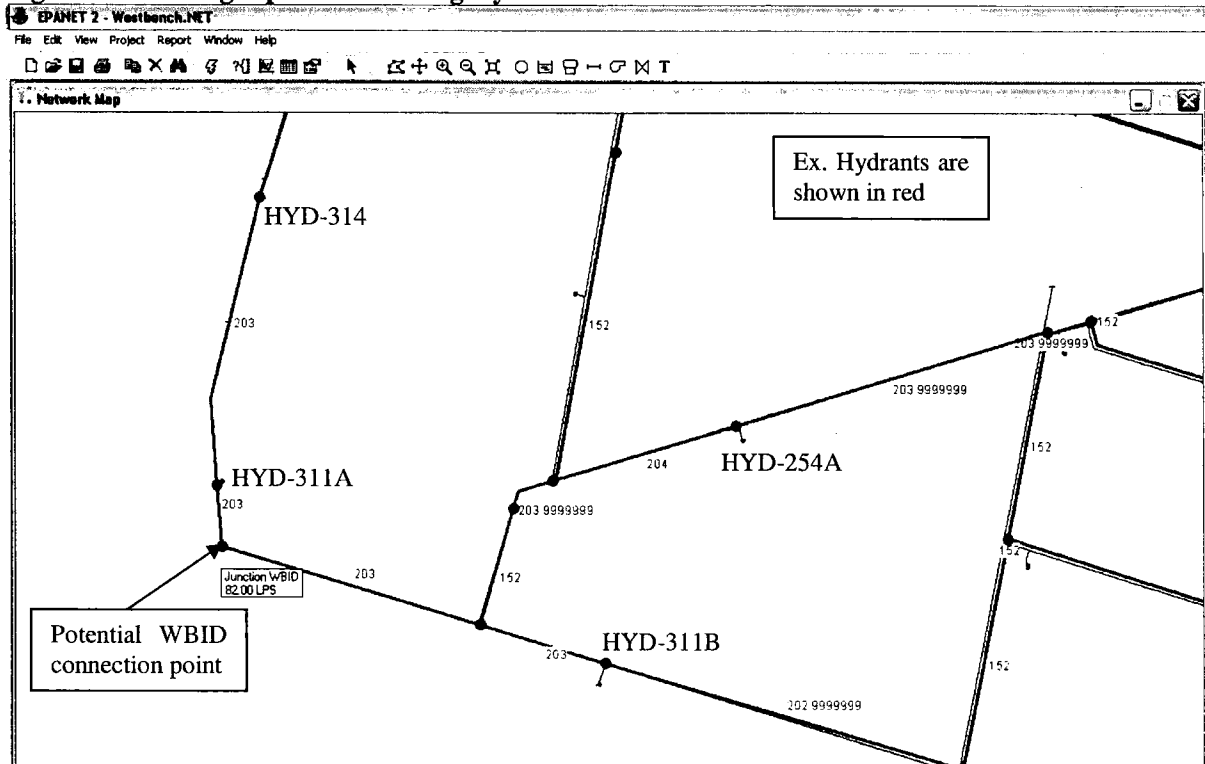 EPANET 2 - Westbench.NET
File Edit View Project Report Window Help
T
Network Map
Ex. Hydrants are
shown in red
HYD-314
203
152
152
203 9999999
203 9999999
HYD-311A
203
204
HYD-254A
152
203 9999999
152
Junction WBID
82.00 LPS
203
152
Potential WBID
connection point
203
HYD-311B
152
202 9999999